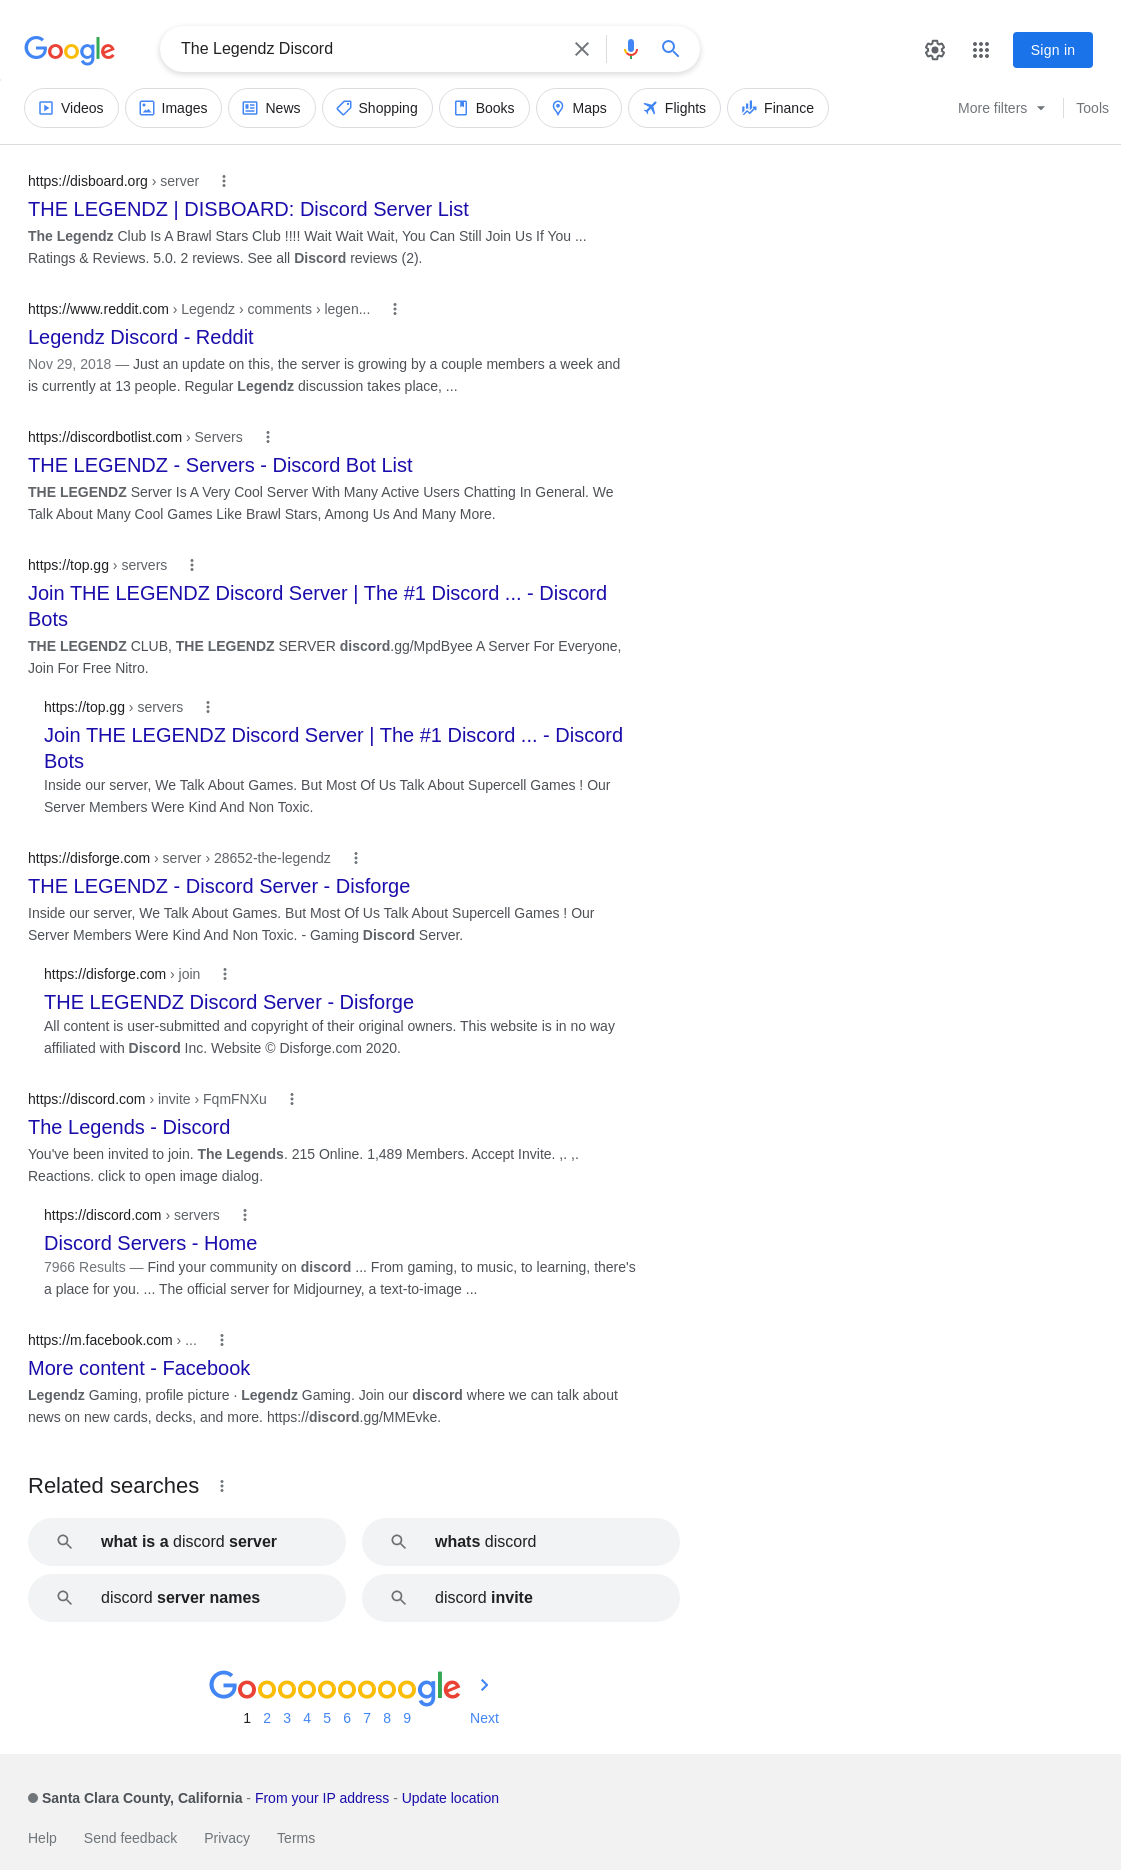 Google
The Legendz Discord
Sign in
Videos
Images
News
Shopping
Books
Maps
Flights
Finance
More filters
Tools
https://disboard.org › server
THE LEGENDZ | DISBOARD: Discord Server List
The Legendz Club Is A Brawl Stars Club !!!! Wait Wait Wait, You Can Still Join Us If You ...
Ratings & Reviews. 5.0. 2 reviews. See all Discord reviews (2).
https://www.reddit.com › Legendz › comments › legen...
Legendz Discord - Reddit
Nov 29, 2018 — Just an update on this, the server is growing by a couple members a week and
is currently at 13 people. Regular Legendz discussion takes place, ...
https://discordbotlist.com › Servers
THE LEGENDZ - Servers - Discord Bot List
THE LEGENDZ Server Is A Very Cool Server With Many Active Users Chatting In General. We
Talk About Many Cool Games Like Brawl Stars, Among Us And Many More.
https://top.gg › servers
Join THE LEGENDZ Discord Server | The #1 Discord ... - Discord
Bots
THE LEGENDZ CLUB, THE LEGENDZ SERVER discord.gg/MpdByee A Server For Everyone,
Join For Free Nitro.
https://top.gg › servers
Join THE LEGENDZ Discord Server | The #1 Discord ... - Discord
Bots
Inside our server, We Talk About Games. But Most Of Us Talk About Supercell Games ! Our
Server Members Were Kind And Non Toxic.
https://disforge.com › server › 28652-the-legendz
THE LEGENDZ - Discord Server - Disforge
Inside our server, We Talk About Games. But Most Of Us Talk About Supercell Games ! Our
Server Members Were Kind And Non Toxic. - Gaming Discord Server.
https://disforge.com › join
THE LEGENDZ Discord Server - Disforge
All content is user-submitted and copyright of their original owners. This website is in no way
affiliated with Discord Inc. Website © Disforge.com 2020.
https://discord.com › invite › FqmFNXu
The Legends - Discord
You've been invited to join. The Legends. 215 Online. 1,489 Members. Accept Invite. ,. ,.
Reactions. click to open image dialog.
https://discord.com › servers
Discord Servers - Home
7966 Results — Find your community on discord ... From gaming, to music, to learning, there's
a place for you. ... The official server for Midjourney, a text-to-image ...
https://m.facebook.com › ...
More content - Facebook
Legendz Gaming, profile picture · Legendz Gaming. Join our discord where we can talk about
news on new cards, decks, and more. https://discord.gg/MMEvke.
Related searches
what is a discord server
whats discord
discord server names
discord invite
Goooooooooogle
1 2 3 4 5 6 7 8 9 Next
Santa Clara County, California - From your IP address - Update location
Help Send feedback Privacy Terms